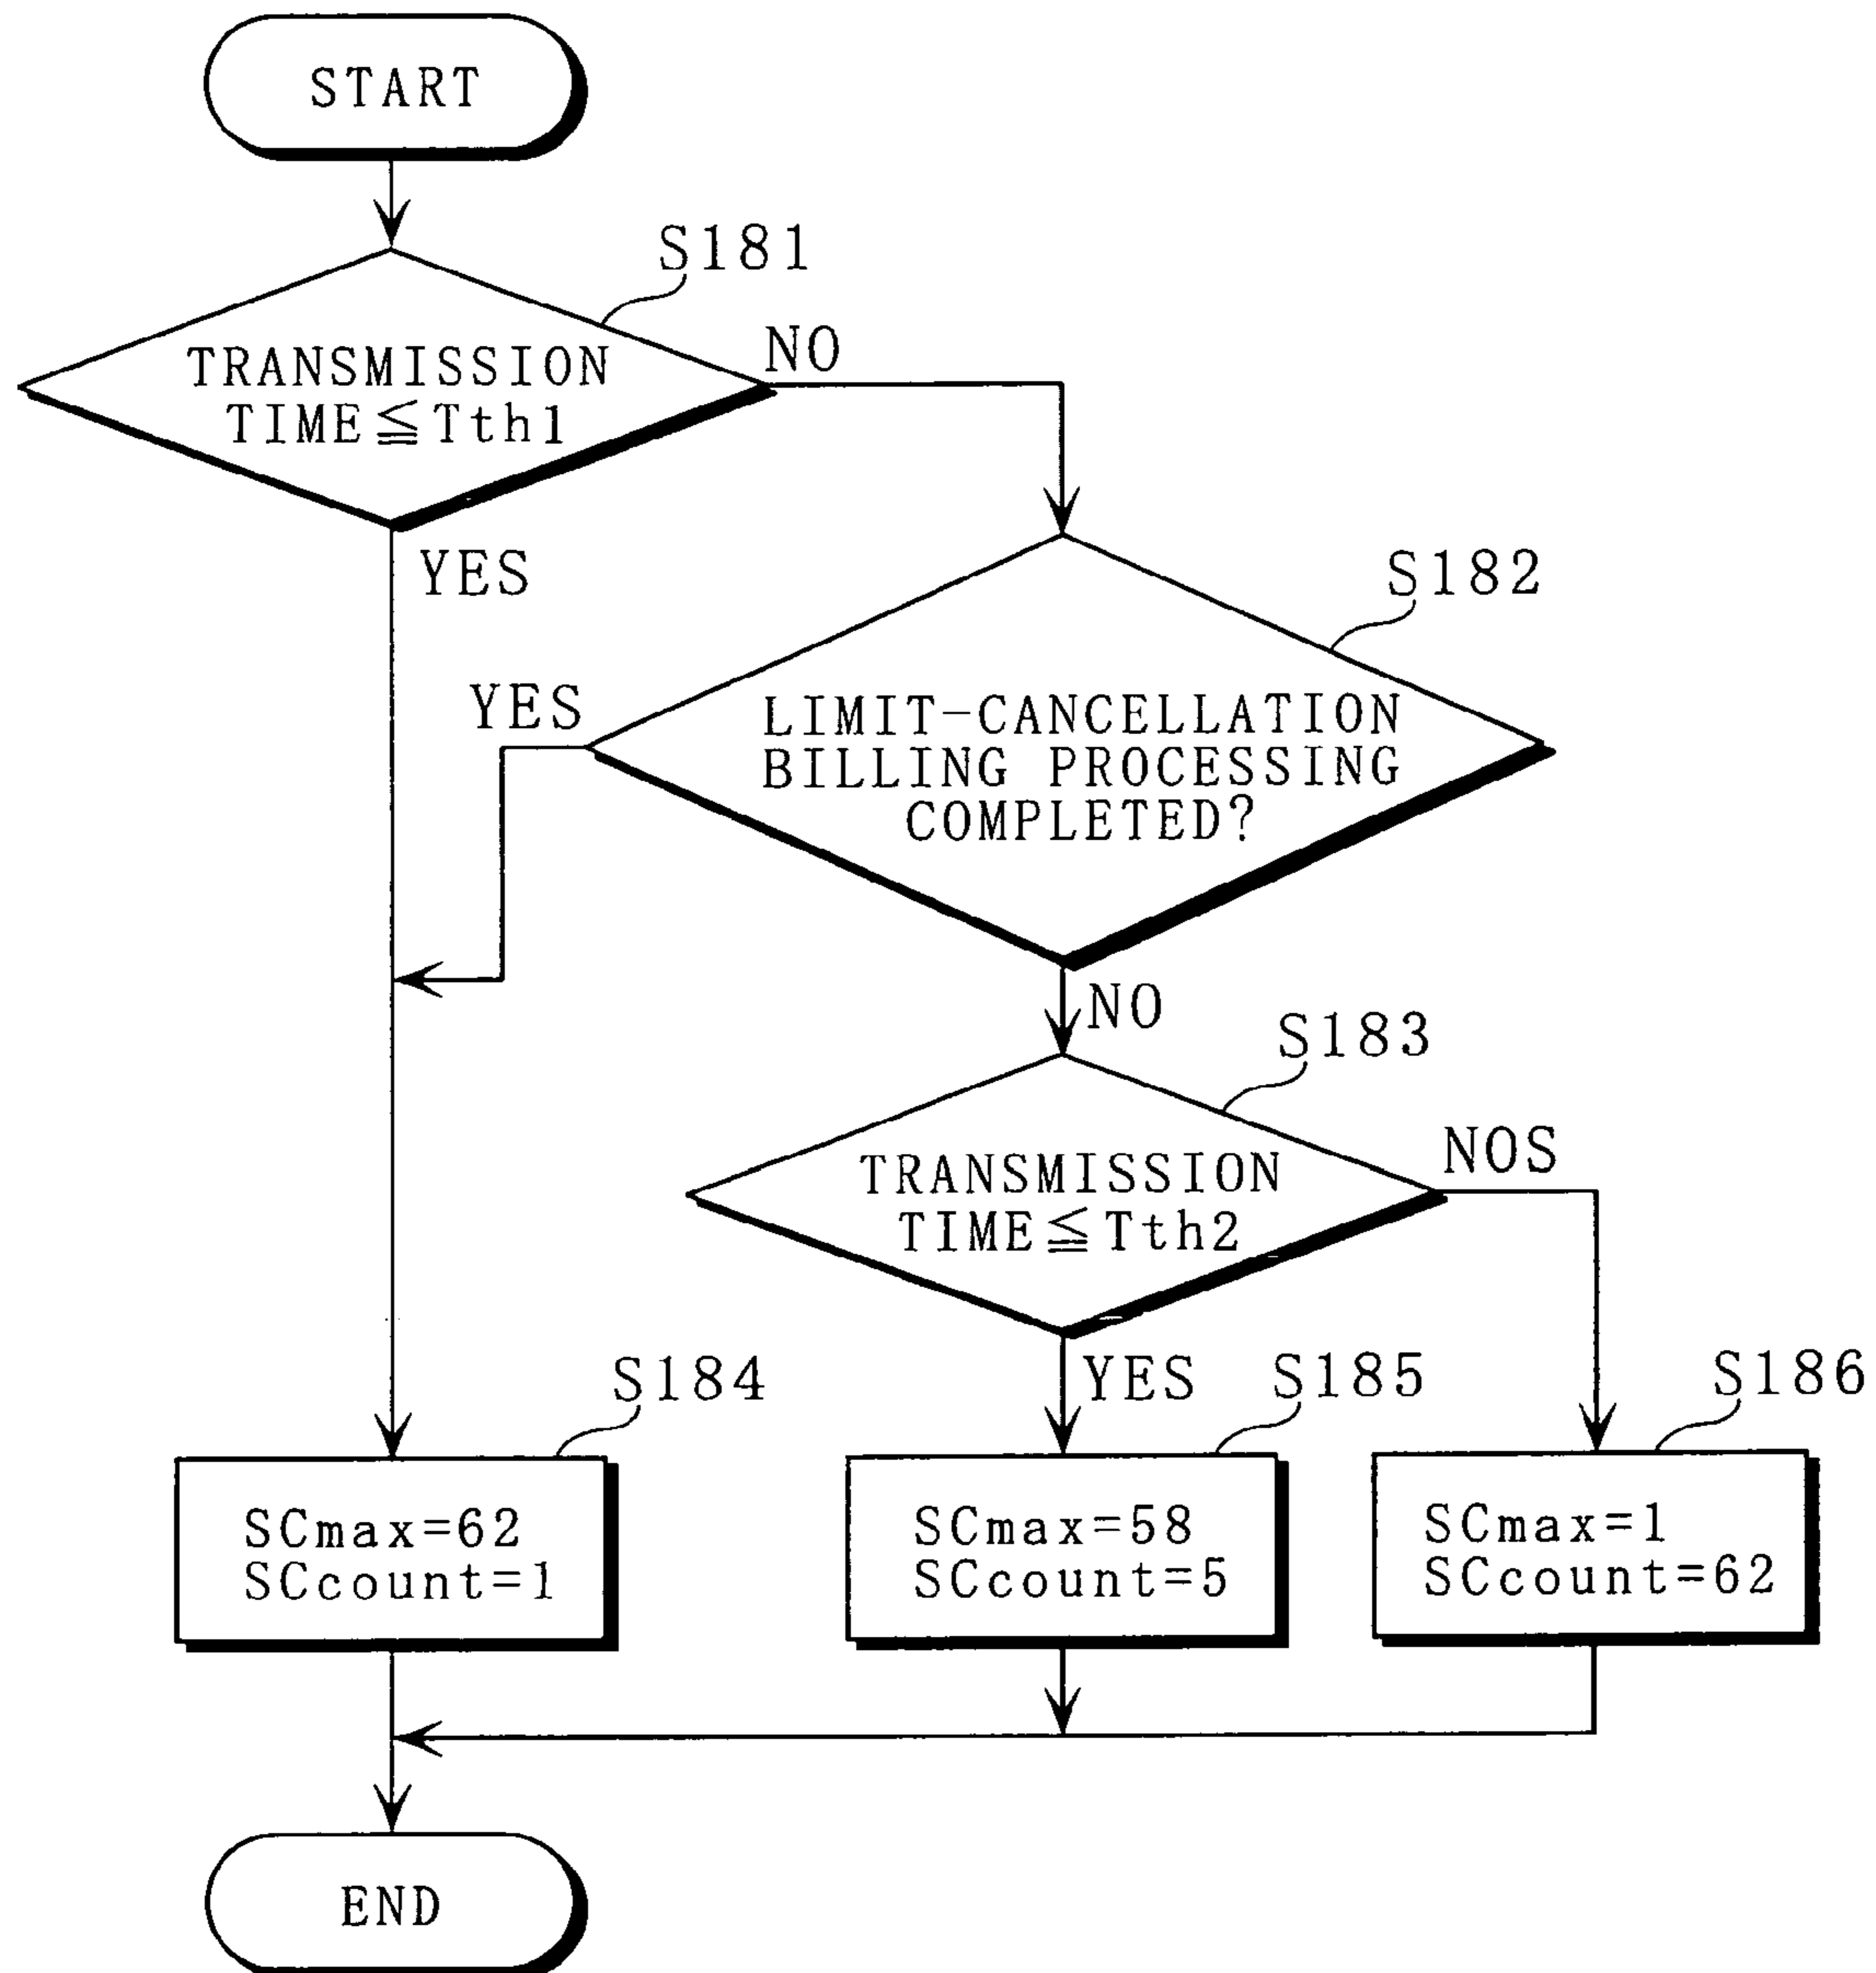 START
S181
TRANSMISSION
TIME≦Tth1
NO
YES
S182
YES
LIMIT-CANCELLATION
BILLING PROCESSING
COMPLETED?
NO
S183
TRANSMISSION
TIME≦Tth2
NOS
YES
S184
S185
S186
SCmax=62
SCcount=1
SCmax=58
SCcount=5
SCmax=1
SCcount=62
END